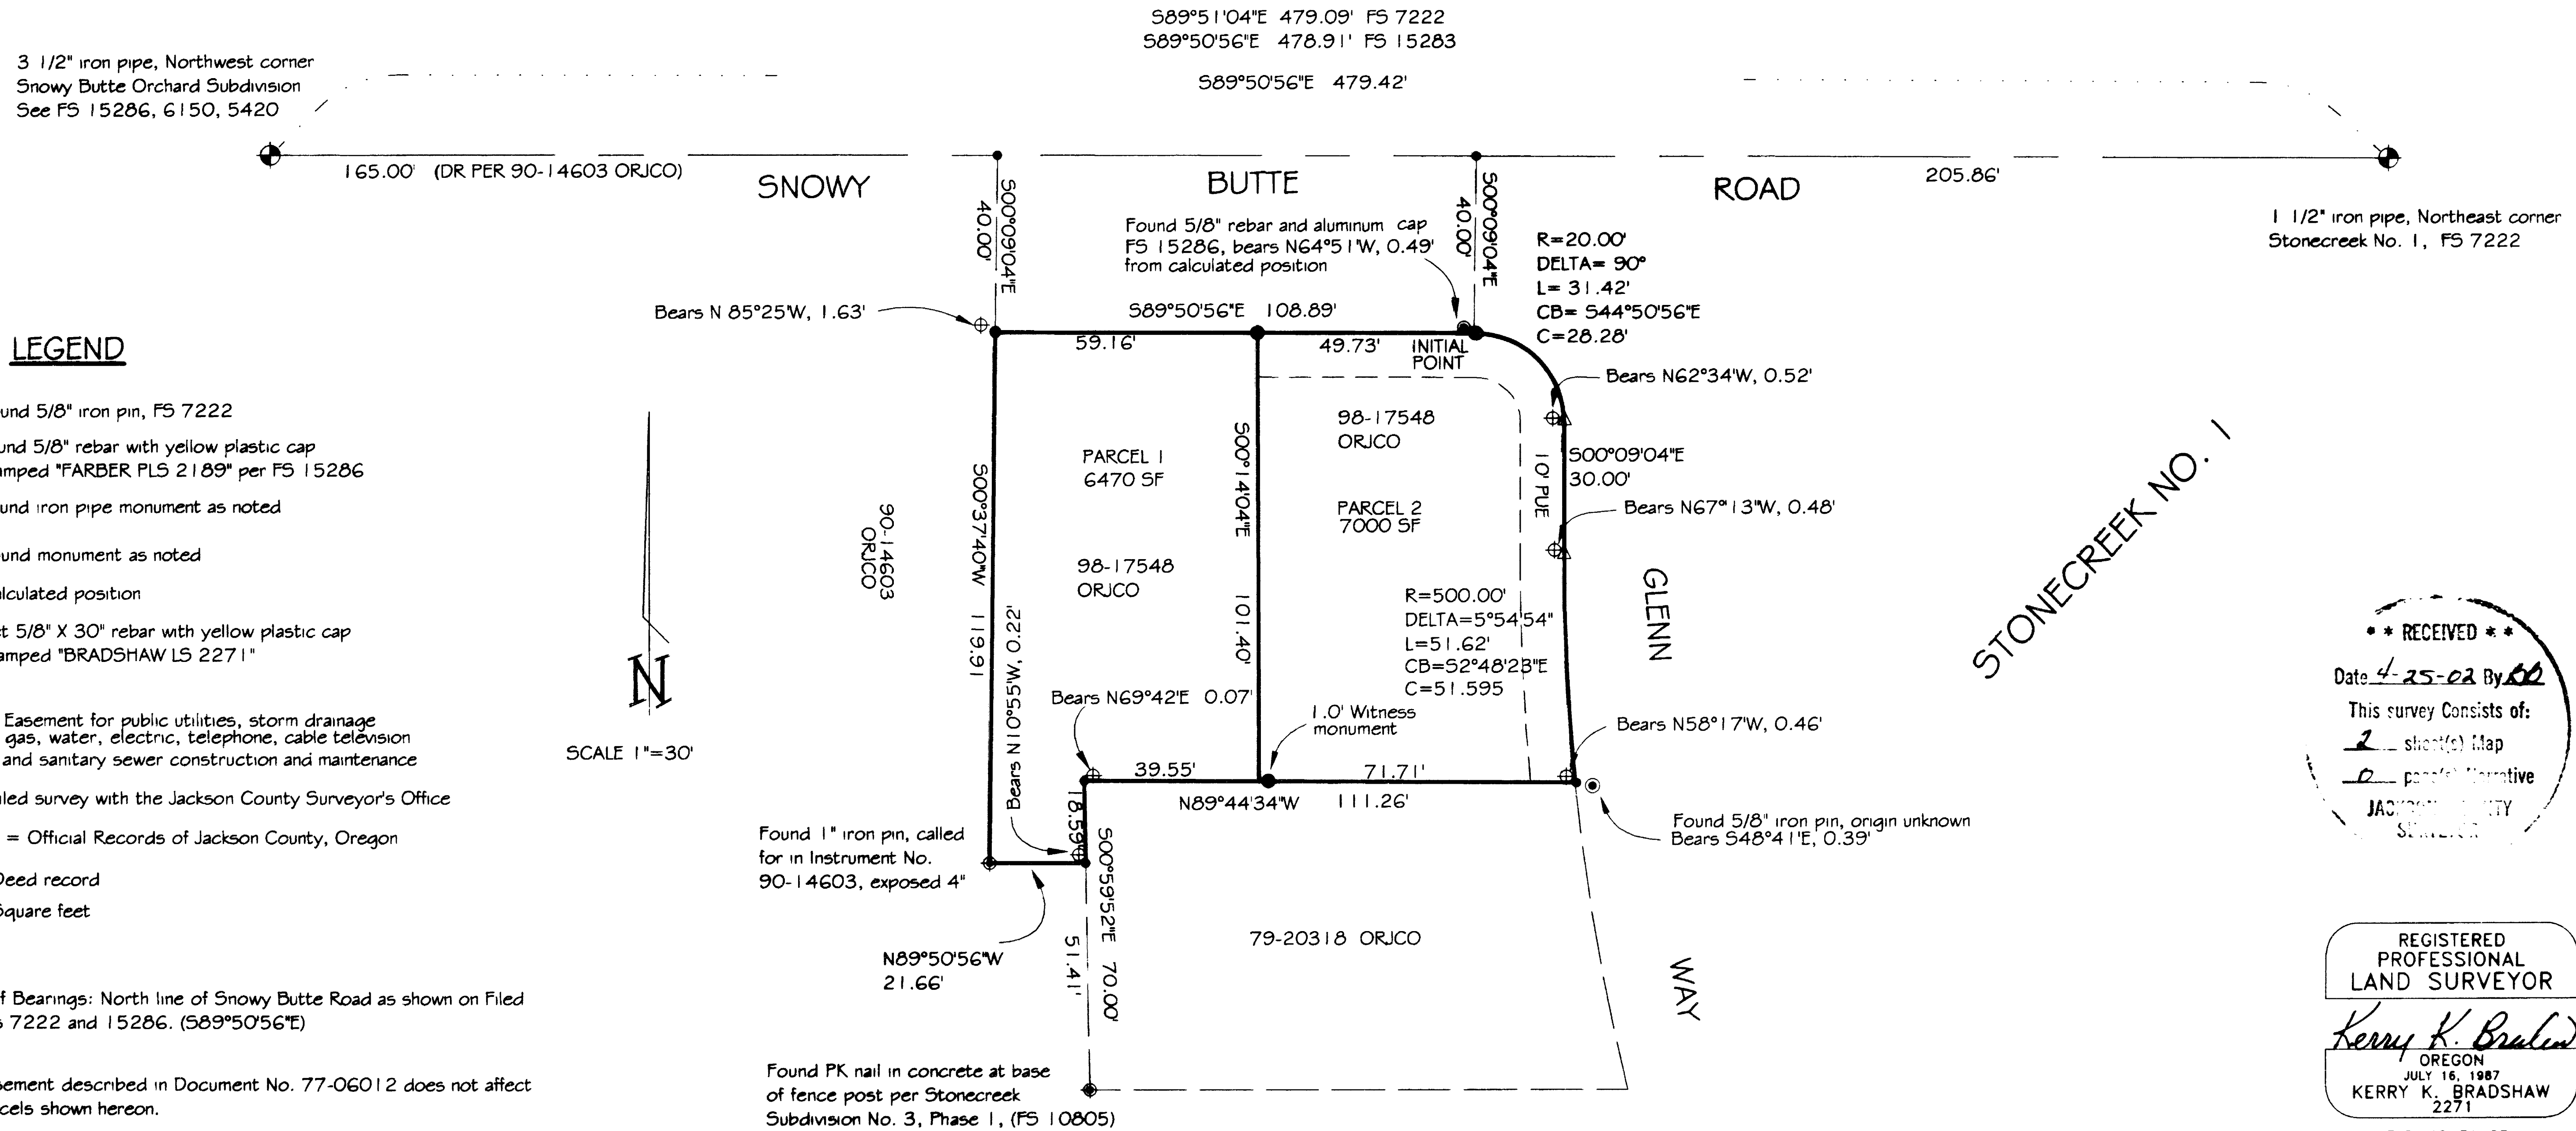 S89°51'04"E 479.09' FS 7222
S89°50'56"E 478.91' FS 15283
S89°50'56"E 479.42'
3 1/2" iron pipe, Northwest corner
Snowy Butte Orchard Subdivision
See FS 15286, 6150, 5420
165.00' (DR PER 90-14603 ORJCO)
SNOWY BUTTE ROAD
205.86'
1 1/2" iron pipe, Northeast corner
Stonecreek No. 1, FS 7222
S00°09'04"E
40.00'
Found 5/8" rebar and aluminum cap
FS 15286, bears N64°51'W, 0.49'
from calculated position
S00°09'04"E
40.00'
R=20.00'
DELTA= 90°
L= 31.42'
CB= S44°50'56"E
C=28.28'
Bears N 85°25'W, 1.63'
S89°50'56"E 108.89'
59.16'
49.73'
INITIAL
POINT
Bears N62°34'W, 0.52'
LEGEND
und 5/8" iron pin, FS 7222
und 5/8" rebar with yellow plastic cap
amped "FARBER PLS 2189" per FS 15286
und iron pipe monument as noted
ound monument as noted
lculated position
t 5/8" X 30" rebar with yellow plastic cap
amped "BRADSHAW LS 2271"
Easement for public utilities, storm drainage
gas, water, electric, telephone, cable television
and sanitary sewer construction and maintenance
iled survey with the Jackson County Surveyor's Office
= Official Records of Jackson County, Oregon
Deed record
Square feet
f Bearings: North line of Snowy Butte Road as shown on Filed
s 7222 and 15286. (S89°50'56"E)
sement described in Document No. 77-06012 does not affect
cels shown hereon.
N
SCALE 1"=30'
90-14603
ORJCO
S00°37'40"W 119.91
PARCEL 1
6470 SF
98-17548
ORJCO
S00°14'04"E 101.40'
98-17548
ORJCO
PARCEL 2
7000 SF
10' PUE
S00°09'04"E
30.00'
Bears N67°13'W, 0.48'
R=500.00'
DELTA=5°54'54"
L=51.62'
CB=S2°48'23"E
C=51.595
GLENN
WAY
STONECREEK NO. 1
Bears N10°55'W, 0.22'
Bears N69°42'E 0.07'
1.0' Witness
monument
Bears N58°17'W, 0.46'
39.55'
71.71'
N89°44'34"W 111.26'
18.59'
S00°59'52"E 70.00'
51.41'
Found 1" iron pin, called
for in Instrument No.
90-14603, exposed 4"
N89°50'56"W
21.66'
Found 5/8" iron pin, origin unknown
Bears S48°41'E, 0.39'
79-20318 ORJCO
Found PK nail in concrete at base
of fence post per Stonecreek
Subdivision No. 3, Phase 1, (FS 10805)
* * RECEIVED * *
Date 4-25-02 By
This survey Consists of:
2 sheet(s) Map
0 page(s) Narrative
REGISTERED
PROFESSIONAL
LAND SURVEYOR
Kerry K. Bradshaw
OREGON
JULY 16, 1987
KERRY K. BRADSHAW
2271